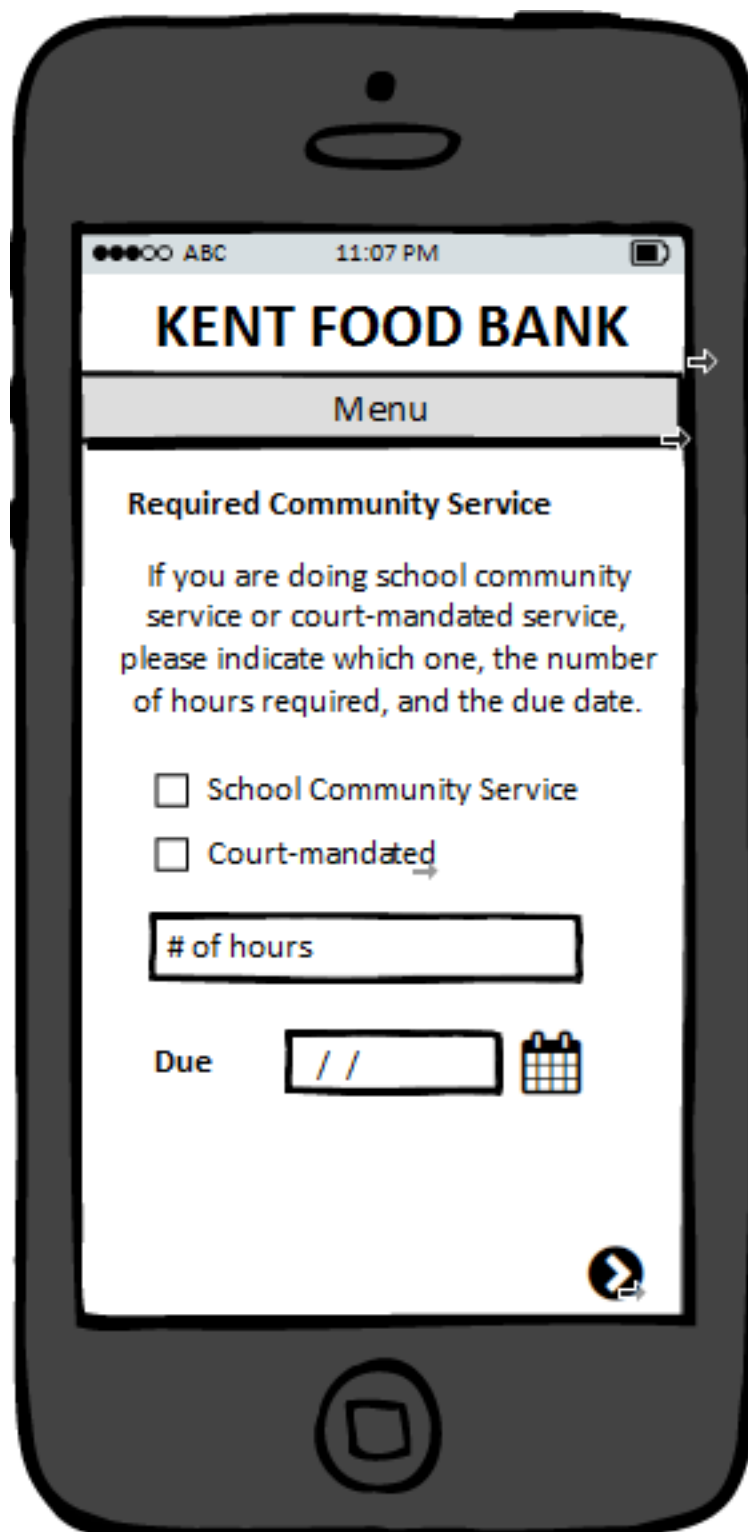 ABC 11:07 PM
KENT FOOD BANK
Menu
Required Community Service
If you are doing school community
service or court-mandated service,
please indicate which one, the number
of hours required, and the due date.
School Community Service
Court-mandated
# of hours
Due / /